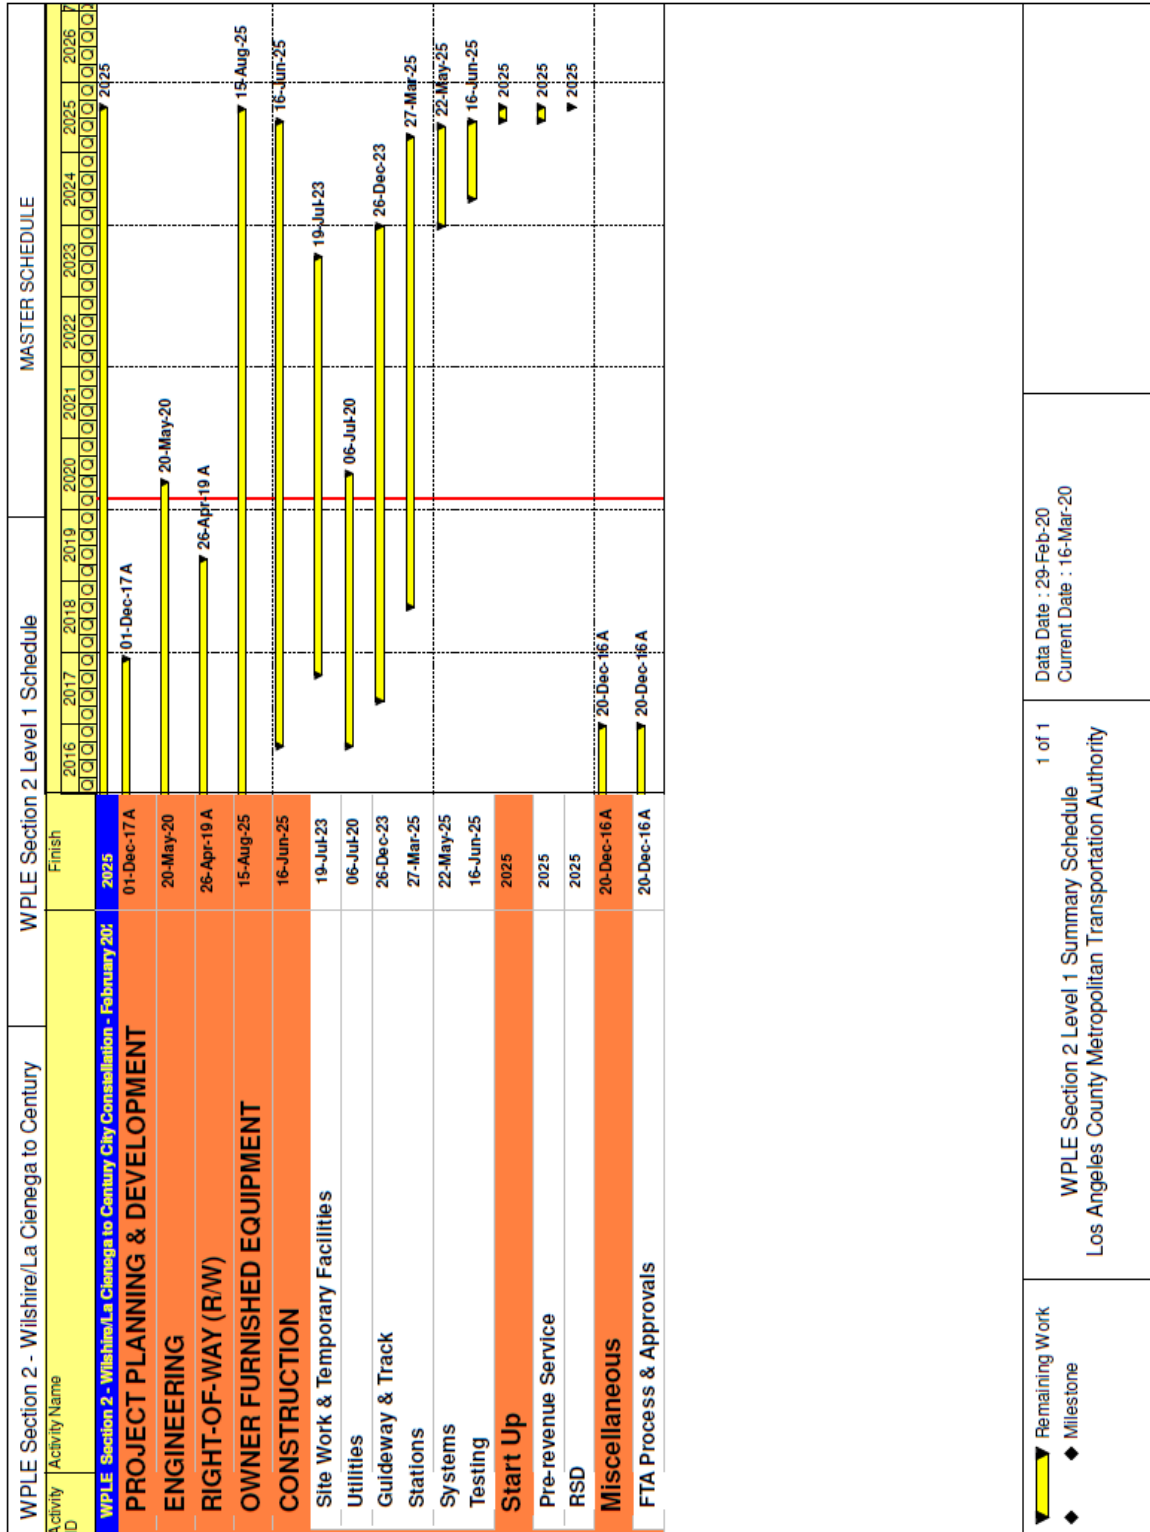 WPLE Section 2 - Wilshire/La Cienega to Century
WPLE Section 2 Level 1 Schedule
MASTER SCHEDULE
Activity ID
Activity Name
Finish
2016 2017 2018 2019 2020 2021 2022 2023 2024 2025 2026
Q Q Q Q Q Q Q Q Q Q Q Q Q Q Q Q Q Q Q Q Q Q Q Q Q Q Q Q Q Q Q Q Q Q Q Q Q Q Q Q Q Q Q Q
WPLE Section 2 - Wilshire/La Cienega to Century City Constellation - February 20 2025 2025
PROJECT PLANNING & DEVELOPMENT 01-Dec-17 A 01-Dec-17 A
ENGINEERING 20-May-20 20-May-20
RIGHT-OF-WAY (R/W) 26-Apr-19 A 26-Apr-19 A
OWNER FURNISHED EQUIPMENT 15-Aug-25 15-Aug-25
CONSTRUCTION 16-Jun-25 16-Jun-25
Site Work & Temporary Facilities 19-Jul-23 19-Jul-23
Utilities 06-Jul-20 06-Jul-20
Guideway & Track 26-Dec-23 26-Dec-23
Stations 27-Mar-25 27-Mar-25
Systems 22-May-25 22-May-25
Testing 16-Jun-25 16-Jun-25
Start Up 2025 2025
Pre-revenue Service 2025 2025
RSD 2025 2025
Miscellaneous 20-Dec-16 A 20-Dec-16 A
FTA Process & Approvals 20-Dec-16 A 20-Dec-16 A
Remaining Work
Milestone
1 of 1
WPLE Section 2 Level 1 Summary Schedule
Los Angeles County Metropolitan Transportation Authority
Data Date : 29-Feb-20
Current Date : 16-Mar-20